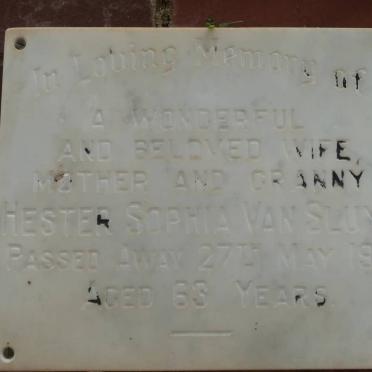 In Loving Memory of
A WONDERFUL
AND BELOVED WIFE,
MOTHER AND GRANNY
HESTER SOPHIA VAN
PASSED AWAY 27TH MAY
AGED 63 YEARS